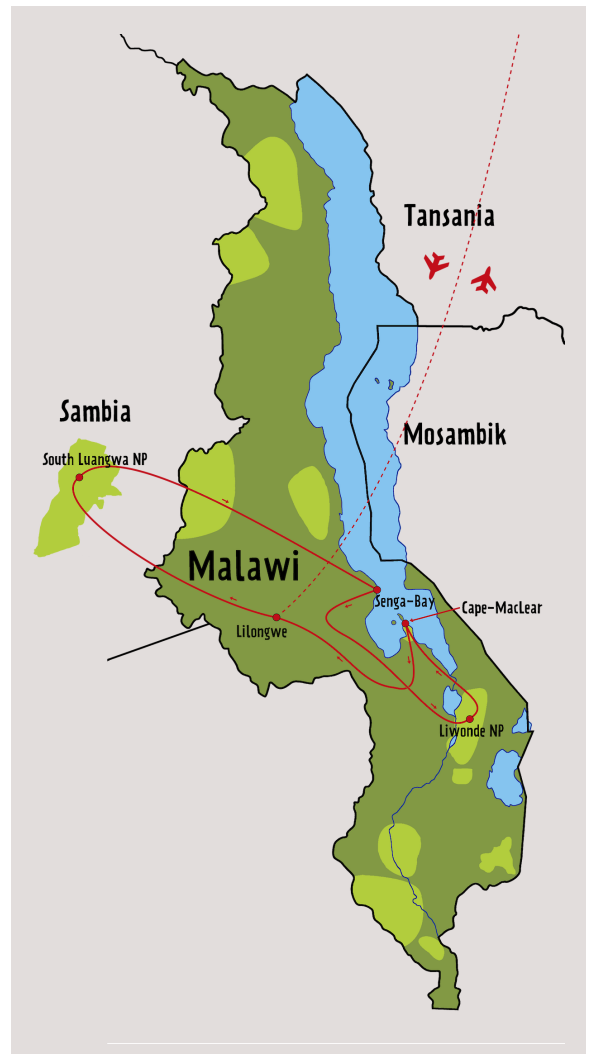 Tansania
Sambia
Mosambik
South Luangwa NP
Malawi
Senga-Bay
Cape-MacLear
Lilongwe
Liwonde NP